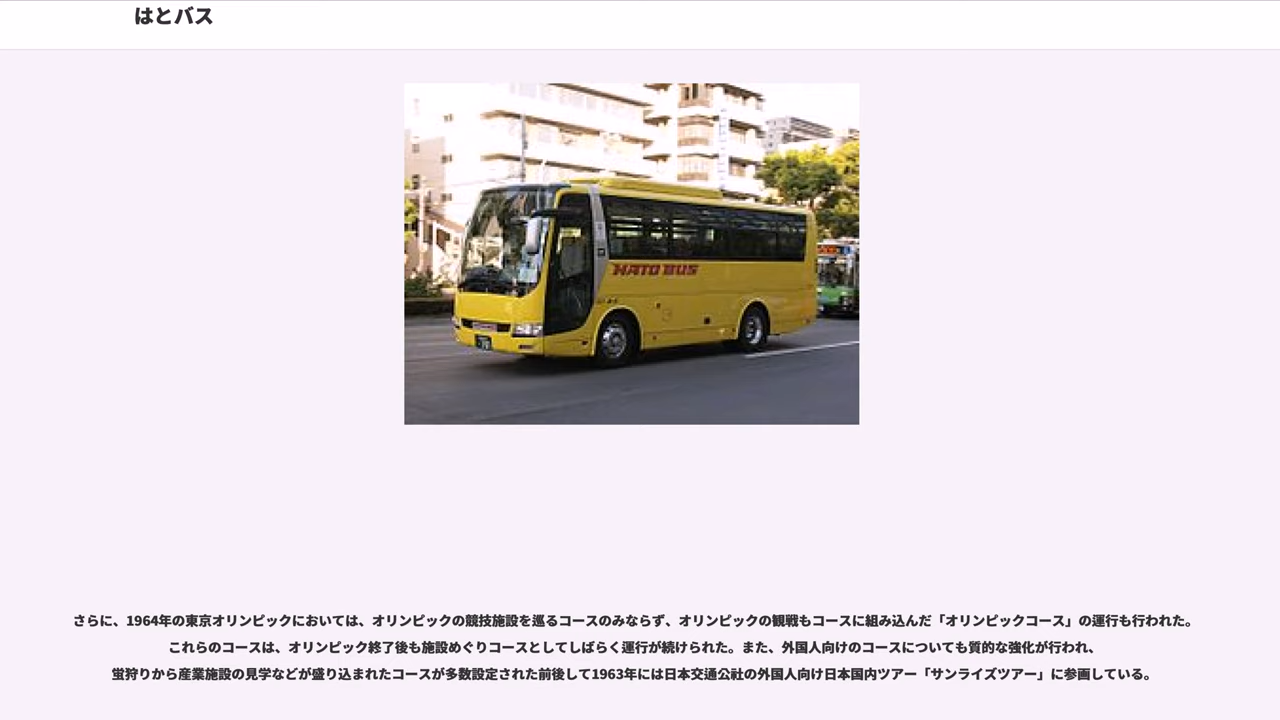 はとバス
HATO BUS
さらに、1964年の東京オリンピックにおいては、オリンピックの競技施設を巡るコースのみならず、オリンピックの観戦もコースに組み込んだ「オリンピックコース」の運行も行われた。
これらのコースは、オリンピック終了後も施設めぐりコースとしてしばらく運行が続けられた。また、外国人向けのコースについても質的な強化が行われ、
蛍狩りから産業施設の見学などが盛り込まれたコースが多数設定された前後して1963年には日本交通公社の外国人向け日本国内ツアー「サンライズツアー」に参画している。